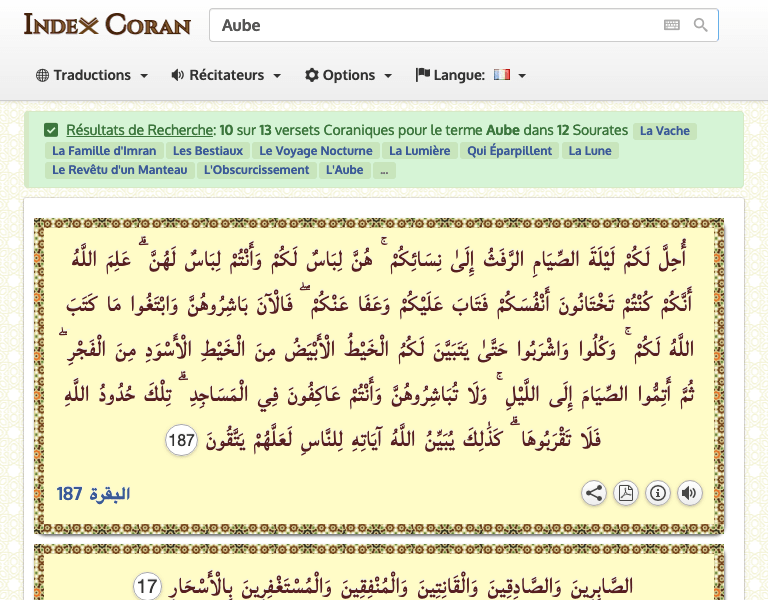 INDEX CORAN
Aube
Traductions Récitateurs Options Langue:
Résultats de Recherche: 10 sur 13 versets Coraniques pour le terme Aube dans 12 Sourates La Vache
La Famille d'Imran Les Bestiaux Le Voyage Nocturne La Lumière Qui Éparpillent La Lune
Le Revêtu d'un Manteau L'Obscurcissement L'Aube ...
أُحِلَّ لَكُمْ لَيْلَةَ الصِّيَامِ الرَّفَثُ إِلَىٰ نِسَائِكُمْ ۚ هُنَّ لِبَاسٌ لَكُمْ وَأَنْتُمْ لِبَاسٌ لَهُنَّ ۗ عَلِمَ اللَّهُ
أَنَّكُمْ كُنْتُمْ تَخْتَانُونَ أَنْفُسَكُمْ فَتَابَ عَلَيْكُمْ وَعَفَا عَنْكُمْ ۖ فَالْآنَ بَاشِرُوهُنَّ وَابْتَغُوا مَا كَتَبَ
اللَّهُ لَكُمْ ۚ وَكُلُوا وَاشْرَبُوا حَتَّىٰ يَتَبَيَّنَ لَكُمُ الْخَيْطُ الْأَبْيَضُ مِنَ الْخَيْطِ الْأَسْوَدِ مِنَ الْفَجْرِ ۖ
ثُمَّ أَتِمُّوا الصِّيَامَ إِلَى اللَّيْلِ ۚ وَلَا تُبَاشِرُوهُنَّ وَأَنْتُمْ عَاكِفُونَ فِي الْمَسَاجِدِ ۗ تِلْكَ حُدُودُ اللَّهِ
فَلَا تَقْرَبُوهَا ۗ كَذَٰلِكَ يُبَيِّنُ اللَّهُ آيَاتِهِ لِلنَّاسِ لَعَلَّهُمْ يَتَّقُونَ 187
البقرة 187
الصَّابِرِينَ وَالصَّادِقِينَ وَالْقَانِتِينَ وَالْمُنْفِقِينَ وَالْمُسْتَغْفِرِينَ بِالْأَسْحَارِ 17